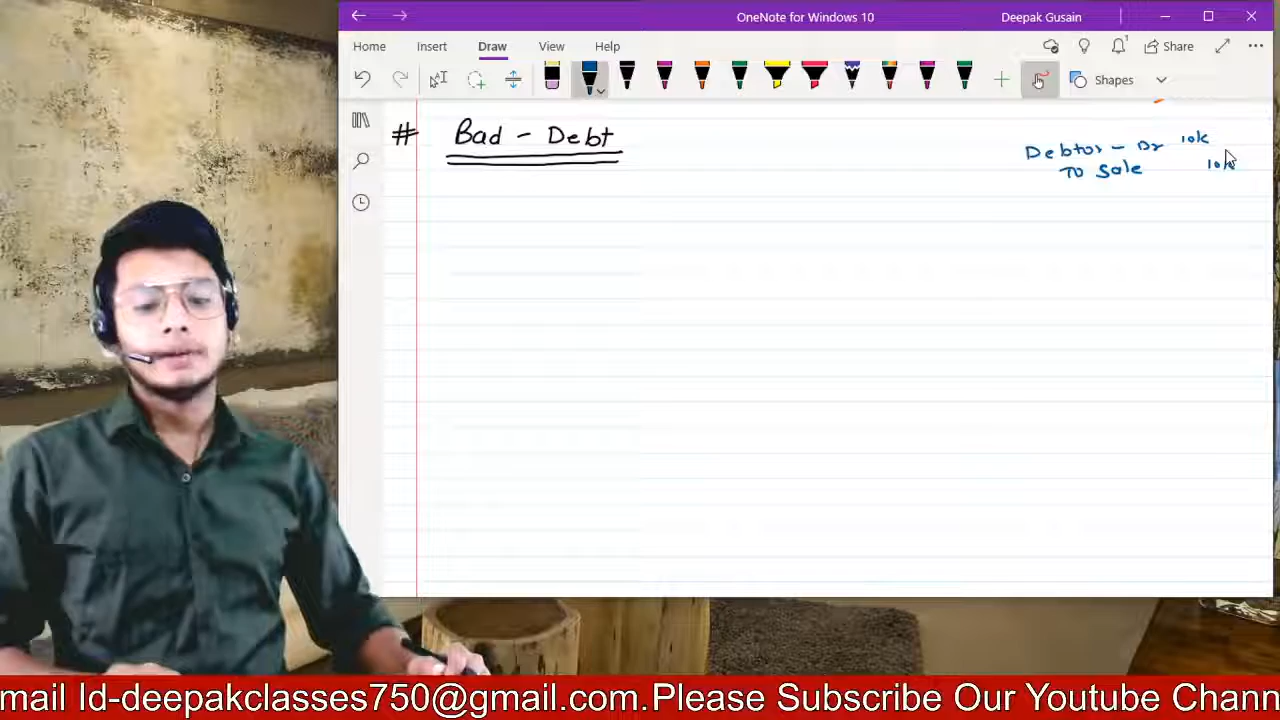 OneNote for Windows 10
Deepak Gusain
Home Insert Draw View Help
Share
Shapes
# Bad - Debt
Debtor - Dr 10k
To Sale 10k
mail Id-deepakclasses750@gmail.com.Please Subscribe Our Youtube Chann